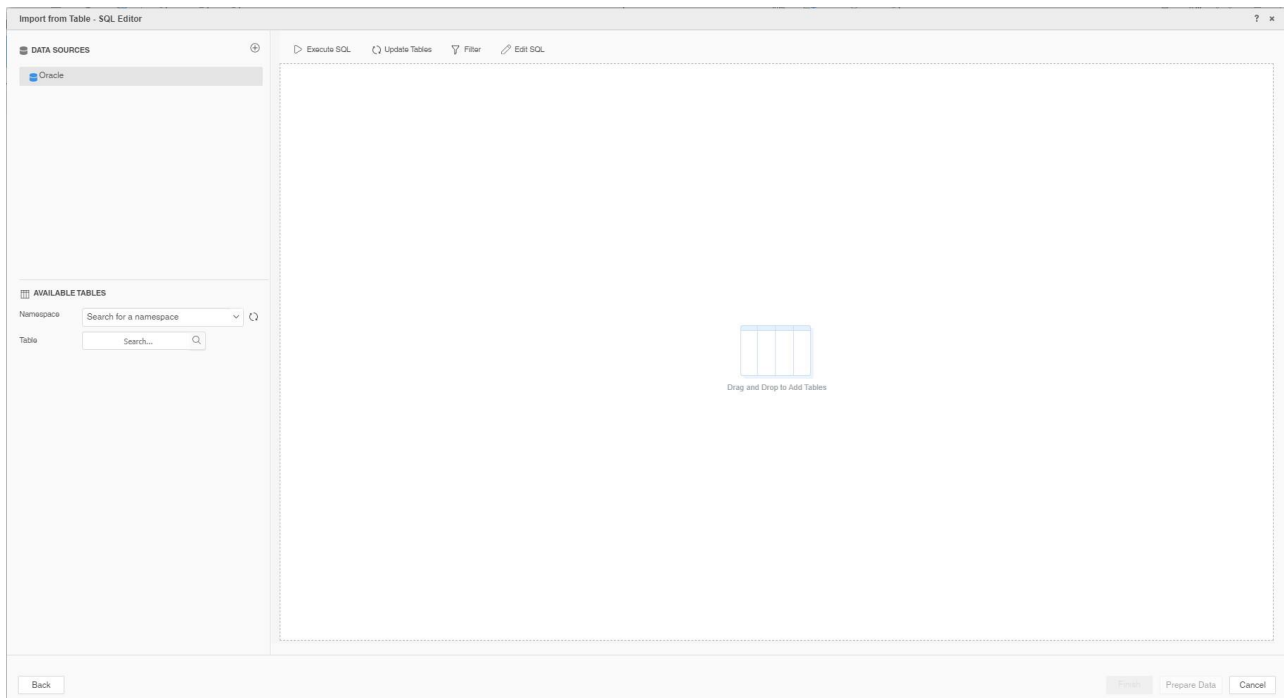 Import from Table - SQL Editor
? ×
DATA SOURCES
Oracle
Execute SQL Update Tables Filter Edit SQL
AVAILABLE TABLES
Namespace Search for a namespace
Table Search...
Drag and Drop to Add Tables
Back
Finish Prepare Data Cancel